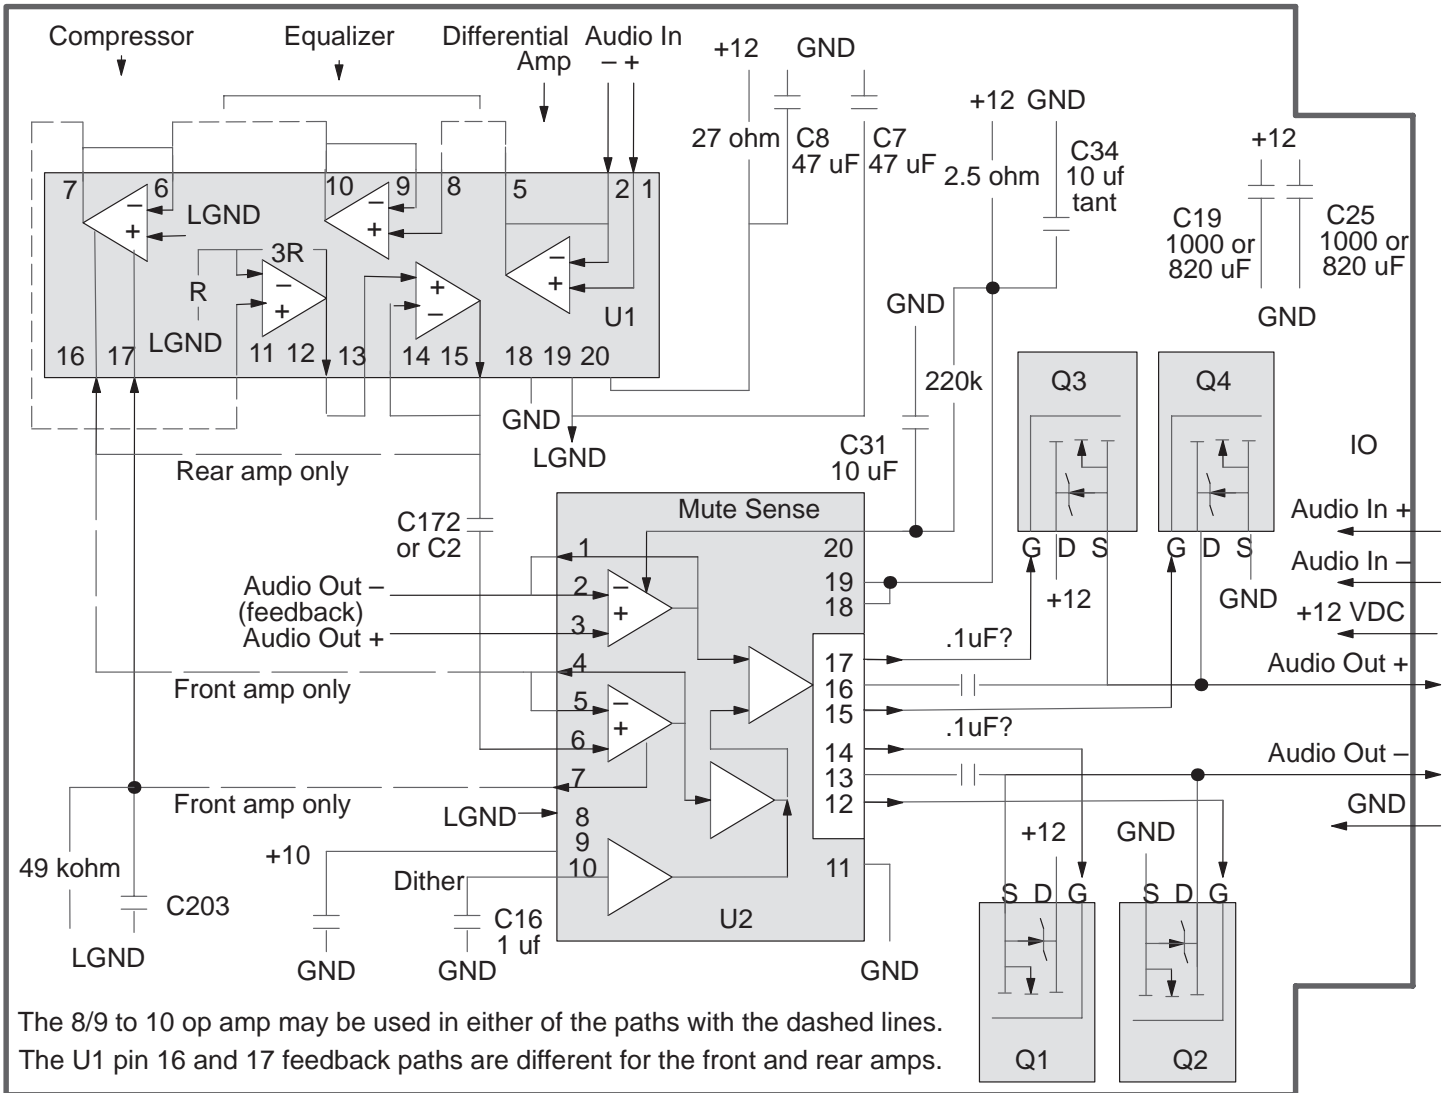 Compressor
Equalizer
Differential
Amp
Audio In
– +
+12
GND
27 ohm
C8
47 uF
C7
47 uF
+12 GND
2.5 ohm
C34
10 uf
tant
+12
C19
1000 or
820 uF
C25
1000 or
820 uF
GND
7
6
10
9
8
5
2
1
–
+
LGND
–
+
–
+
3R
R
–
+
+
–
LGND
U1
16
17
11
12
13
14
15
18
19
20
GND
LGND
GND
220k
C31
10 uF
Q3
Q4
IO
Rear amp only
C172
or C2
Mute Sense
G D S
G D S
+12
GND
Audio In +
Audio In –
+12 VDC
Audio Out +
Audio Out –
GND
Audio Out –
(feedback)
Audio Out +
1
2
3
4
5
6
7
8
9
10
–
+
–
+
20
19
18
17
16
15
14
13
12
11
.1uF?
.1uF?
Front amp only
Front amp only
LGND
49 kohm
C203
LGND
+10
GND
Dither
C16
1 uf
GND
U2
GND
+12
GND
S D G
S D G
Q1
Q2
The 8/9 to 10 op amp may be used in either of the paths with the dashed lines.
The U1 pin 16 and 17 feedback paths are different for the front and rear amps.